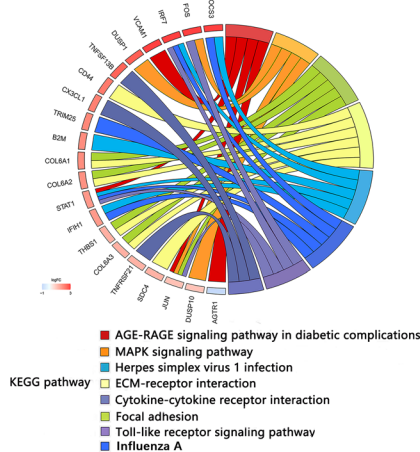 SOCS3
FOS
IRF7
VCAM1
DUSP1
TNFSF13B
CD44
CX3CL1
TRIM25
B2M
COL6A1
COL6A2
STAT1
IFIH1
THBS1
COL6A3
TNFRSF21
SDC4
JUN
DUSP10
AGTR1
logFC
-1 3
KEGG pathway
AGE-RAGE signaling pathway in diabetic complications
MAPK signaling pathway
Herpes simplex virus 1 infection
ECM-receptor interaction
Cytokine-cytokine receptor interaction
Focal adhesion
Toll-like receptor signaling pathway
Influenza A